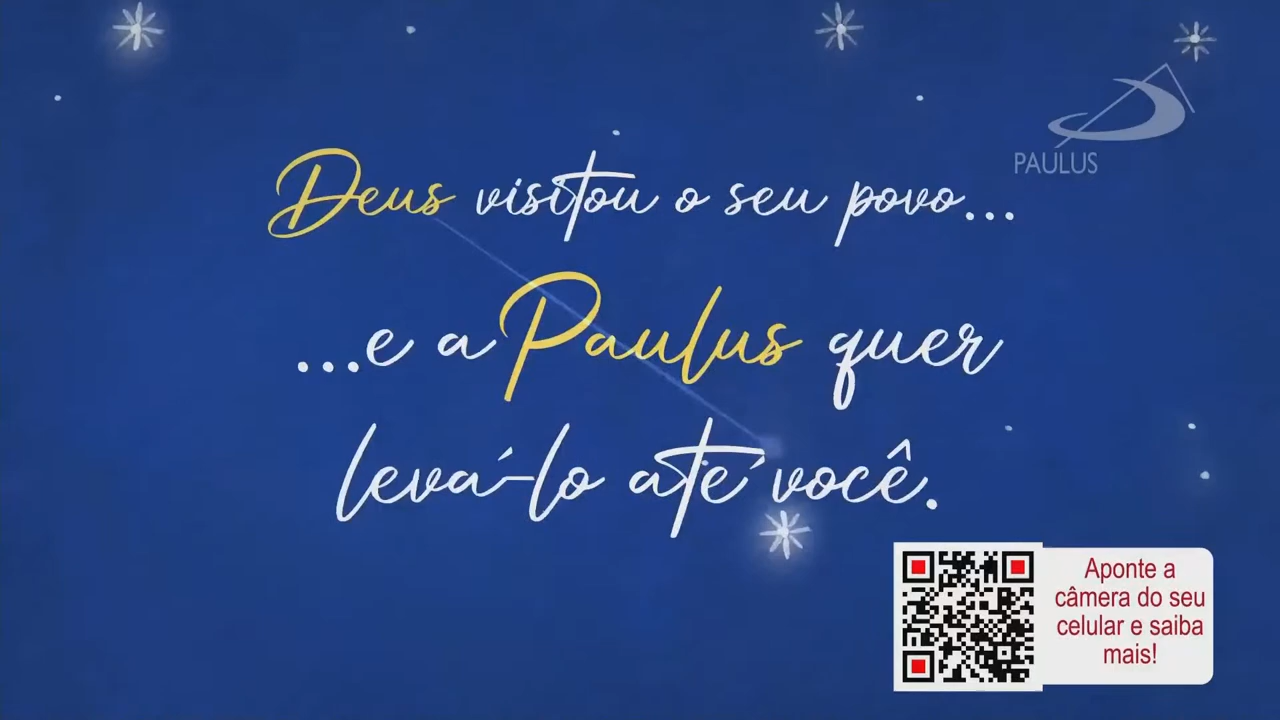 PAULUS
Deus visitou o seu povo...
...e a Paulus quer
levá-lo até você.
Aponte a
câmera do seu
celular e saiba
mais!